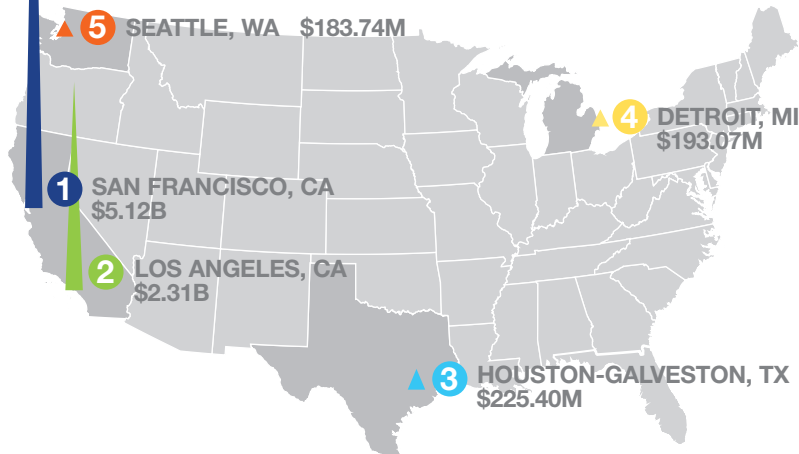 5 SEATTLE, WA $183.74M
4 DETROIT, MI
$193.07M
1 SAN FRANCISCO, CA
$5.12B
2 LOS ANGELES, CA
$2.31B
3 HOUSTON-GALVESTON, TX
$225.40M